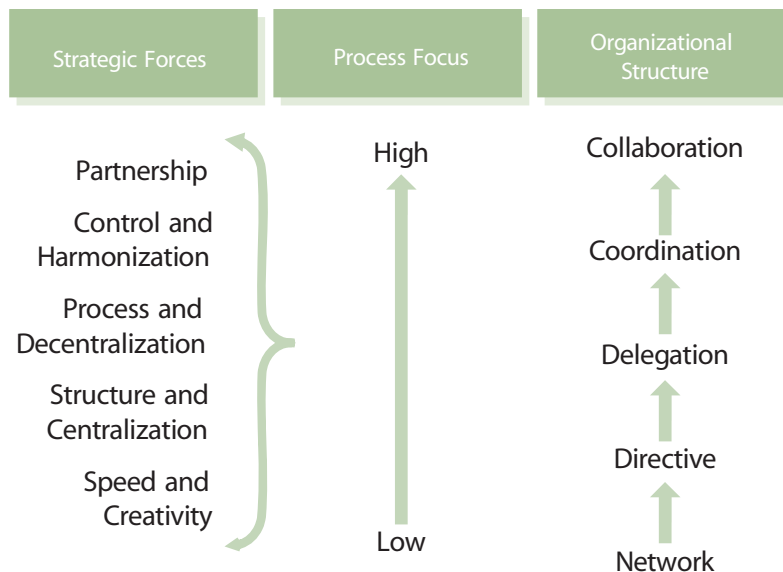 Strategic Forces
Process Focus
Organizational
Structure
Partnership
Control and
Harmonization
Process and
Decentralization
Structure and
Centralization
Speed and
Creativity
High
Low
Collaboration
Coordination
Delegation
Directive
Network